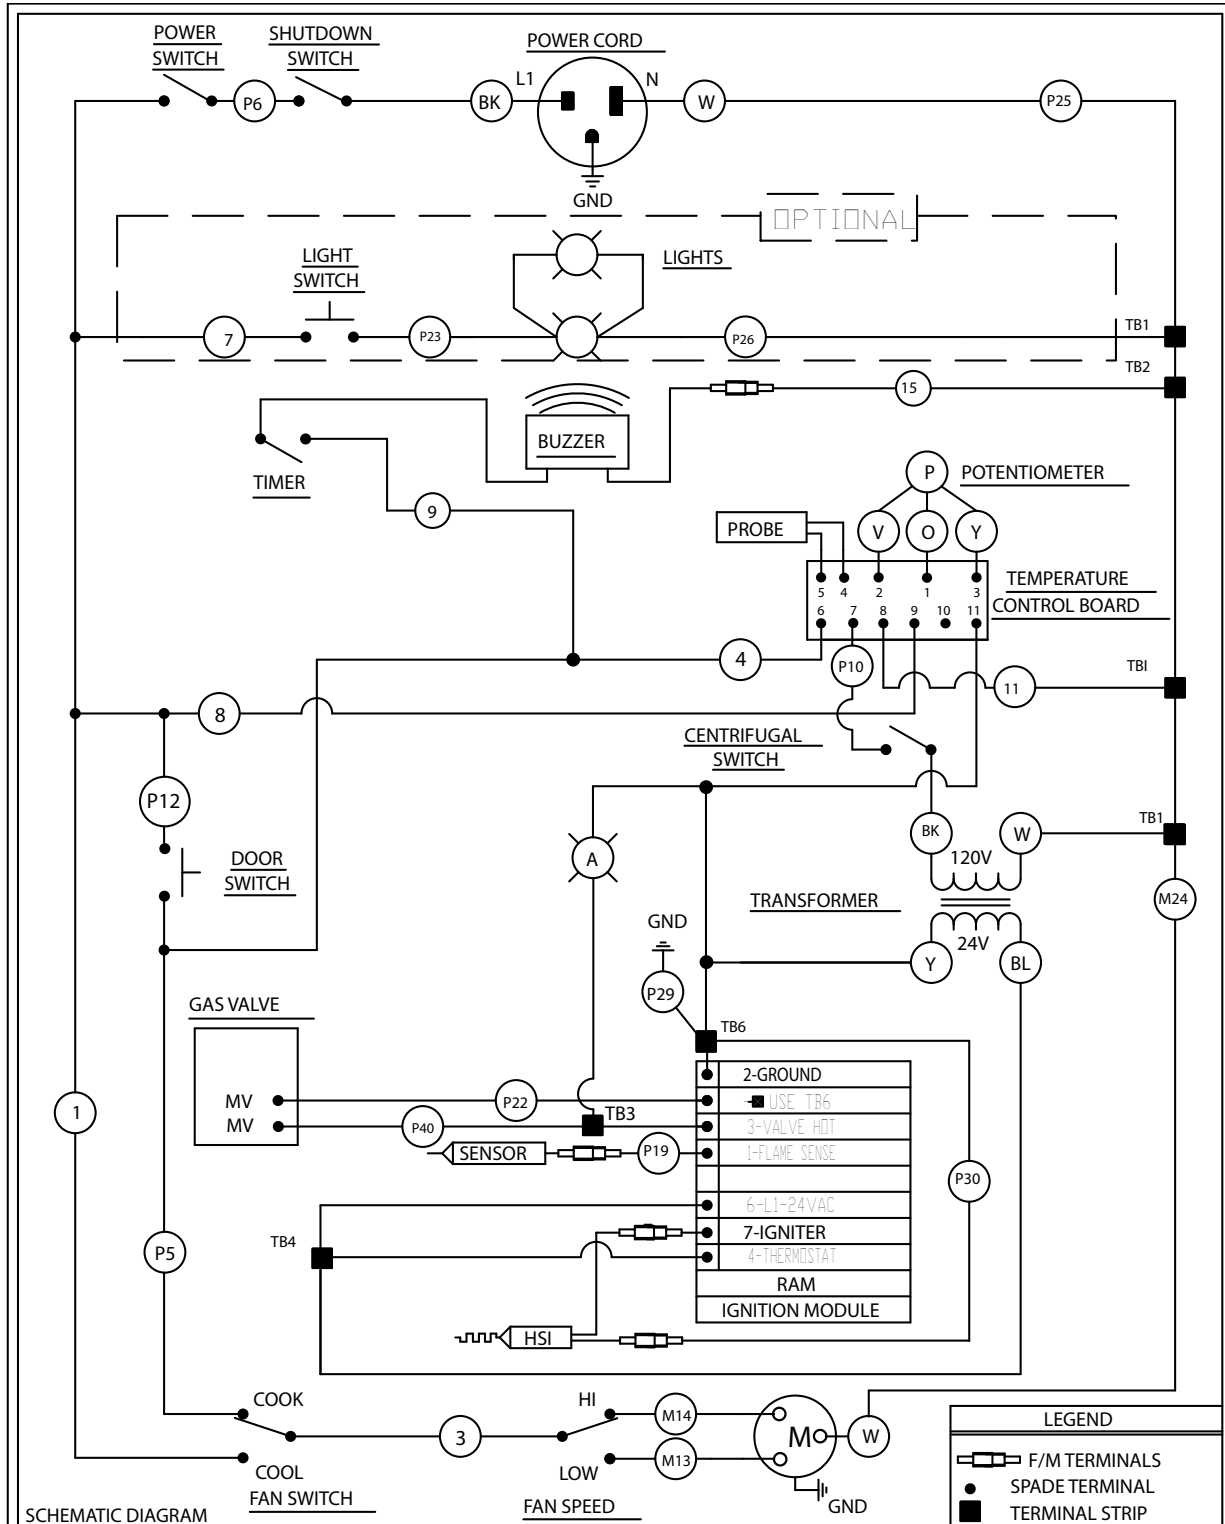 POWER SWITCH
SHUTDOWN SWITCH
POWER CORD
L1
N
P6
BK
W
P25
GND
OPTIONAL
LIGHT SWITCH
LIGHTS
7
P23
P26
TB1
TB2
15
BUZZER
TIMER
9
P
POTENTIOMETER
PROBE
V
O
Y
5 4 2 1 3
6 7 8 9 10 11
TEMPERATURE
CONTROL BOARD
4
P10
11
TBI
8
CENTRIFUGAL
SWITCH
P12
BK
W
TB1
A
120V
DOOR SWITCH
TRANSFORMER
M24
GND
24V
Y
BL
P29
GAS VALVE
TB6
2-GROUND
1
MV
P22
USE TB6
MV
P40
TB3
3-VALVE HOT
SENSOR
P19
1-FLAME SENSE
P30
6-L1-24VAC
P5
TB4
7-IGNITER
4-THERMOSTAT
RAM
IGNITION MODULE
HSI
COOK
HI
M14
3
M
W
LEGEND
M13
COOL
LOW
F/M TERMINALS
FAN SWITCH
FAN SPEED
GND
SPADE TERMINAL
SCHEMATIC DIAGRAM
TERMINAL STRIP